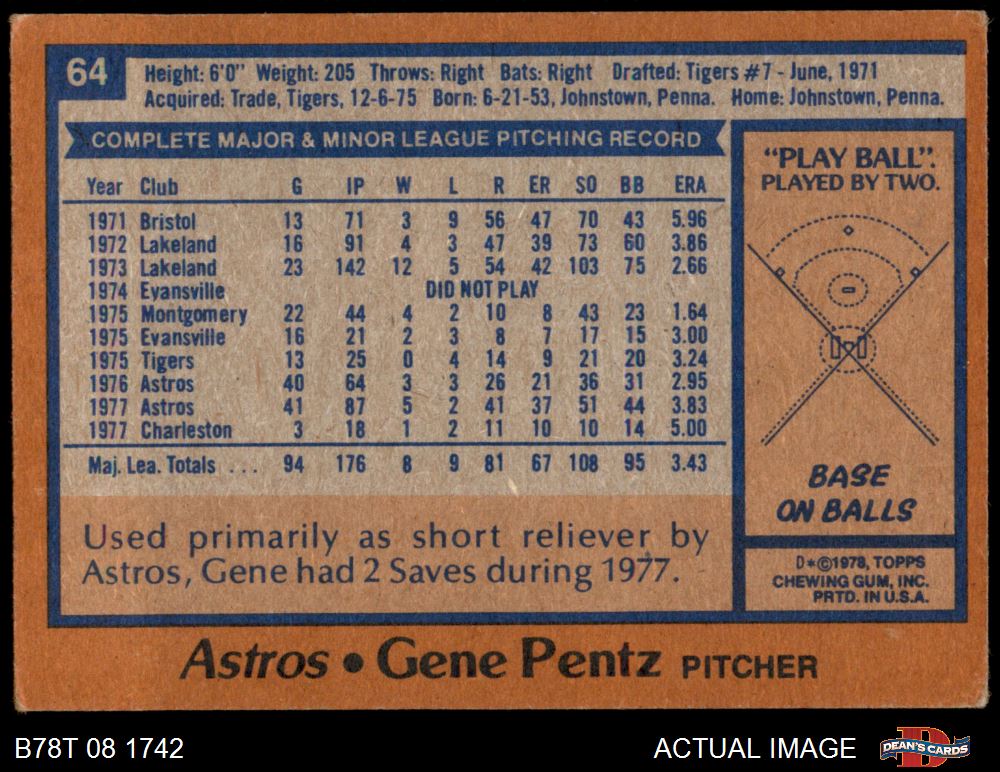 64
Height: 6'0" Weight: 205 Throws: Right Bats: Right Drafted: Tigers #7 - June, 1971
Acquired: Trade, Tigers, 12-6-75 Born: 6-21-53, Johnstown, Penna. Home: Johnstown, Penna.
COMPLETE MAJOR & MINOR LEAGUE PITCHING RECORD
Year Club G IP W L R ER SO BB ERA
1971 Bristol 13 71 3 9 56 47 70 43 5.96
1972 Lakeland 16 91 4 3 47 39 73 60 3.86
1973 Lakeland 23 142 12 5 54 42 103 75 2.66
1974 Evansville DID NOT PLAY
1975 Montgomery 22 44 4 2 10 8 43 23 1.64
1975 Evansville 16 21 2 3 8 7 17 15 3.00
1975 Tigers 13 25 0 4 14 9 21 20 3.24
1976 Astros 40 64 3 3 26 21 36 31 2.95
1977 Astros 41 87 5 2 41 37 51 44 3.83
1977 Charleston 3 18 1 2 11 10 10 14 5.00
Maj. Lea. Totals ... 94 176 8 9 81 67 108 95 3.43
Used primarily as short reliever by
Astros, Gene had 2 Saves during 1977.
"PLAY BALL".
PLAYED BY TWO.
BASE
ON BALLS
D*©1978, TOPPS
CHEWING GUM, INC.
PRTD. IN U.S.A.
Astros • Gene Pentz PITCHER
B78T 08 1742
ACTUAL IMAGE
D
DEAN'S CARDS